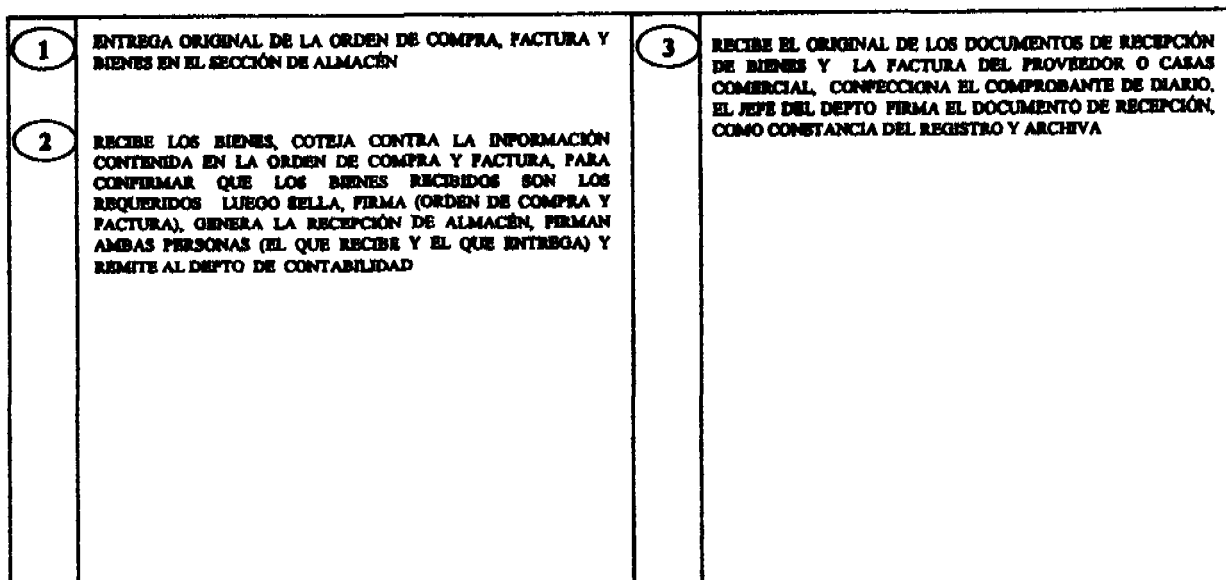 1
ENTREGA ORIGINAL DE LA ORDEN DE COMPRA, FACTURA Y
BIENES EN EL SECCIÓN DE ALMACÉN
2
RECIBE LOS BIENES, COTEJA CONTRA LA INFORMACIÓN
CONTENIDA EN LA ORDEN DE COMPRA Y FACTURA, PARA
CONFIRMAR QUE LOS BIENES RECIBIDOS SON LOS
REQUERIDOS LUEGO SELLA, FIRMA (ORDEN DE COMPRA Y
FACTURA), GENERA LA RECEPCIÓN DE ALMACÉN, FIRMAN
AMBAS PERSONAS (EL QUE RECIBE Y EL QUE ENTREGA) Y
REMITE AL DEPTO DE CONTABILIDAD
3
RECIBE EL ORIGINAL DE LOS DOCUMENTOS DE RECEPCIÓN
DE BIENES Y LA FACTURA DEL PROVEEDOR O CASAS
COMERCIAL, CONFECCIONA EL COMPROBANTE DE DIARIO,
EL JEFE DEL DEPTO FIRMA EL DOCUMENTO DE RECEPCIÓN,
COMO CONSTANCIA DEL REGISTRO Y ARCHIVA